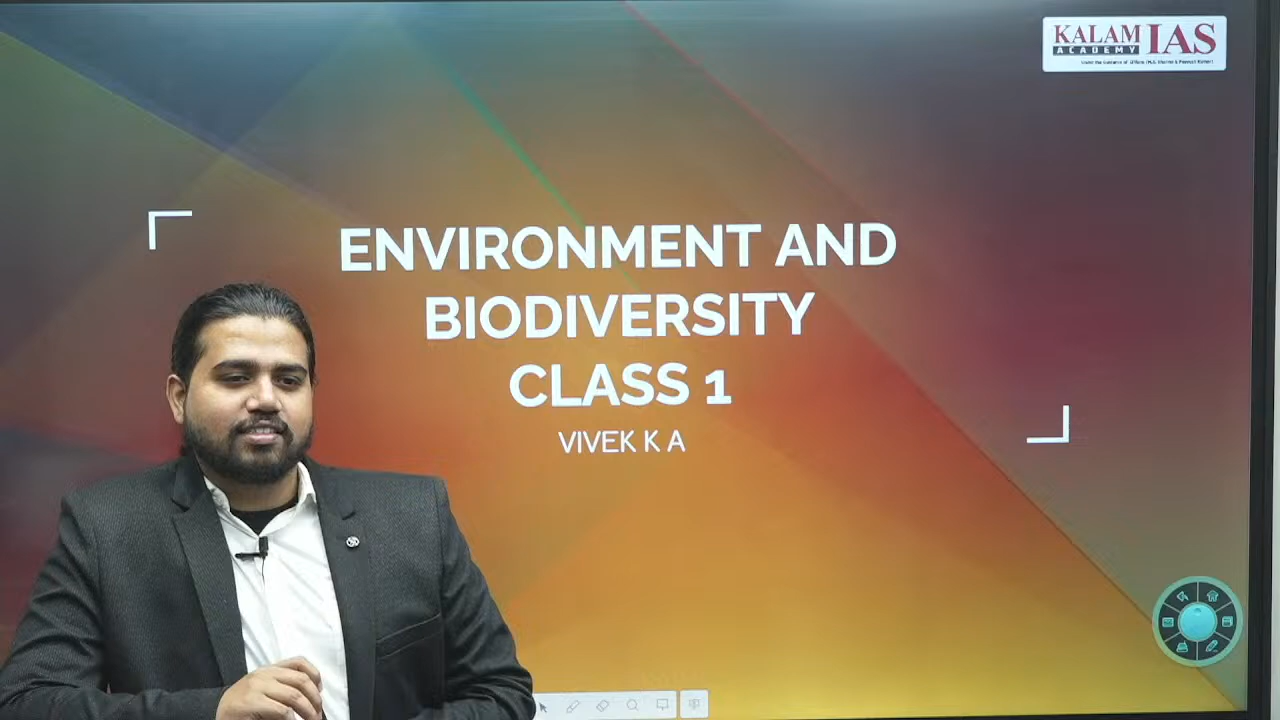 KALAM IAS
ACADEMY
ENVIRONMENT AND
BIODIVERSITY
CLASS 1
VIVEK K A